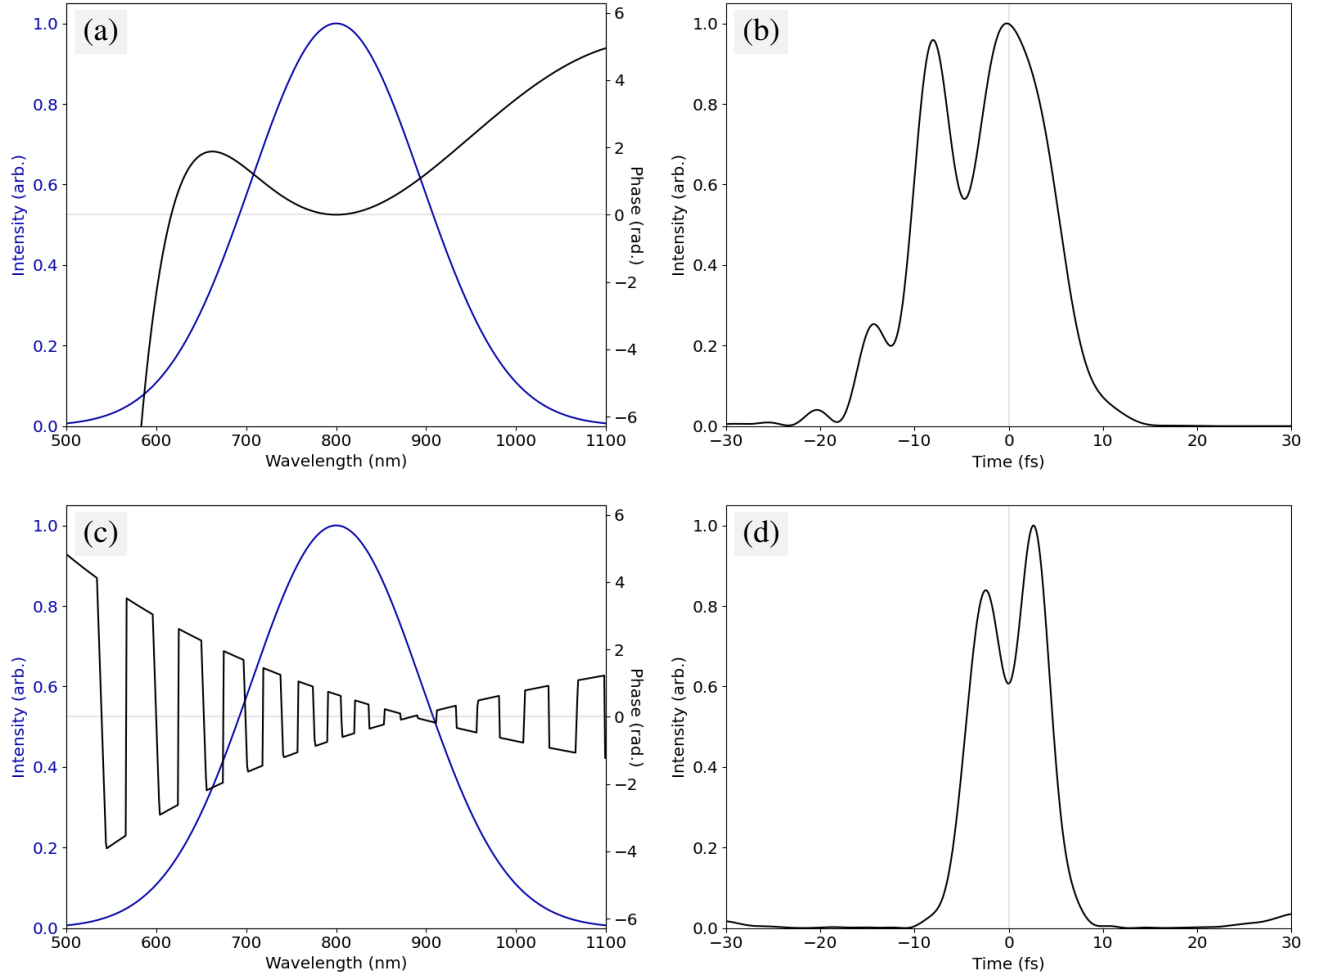 (a)
1.0
0.8
0.6
0.4
0.2
0.0
Intensity (arb.)
6
4
2
0
−2
−4
−6
Phase (rad.)
500 600 700 800 900 1000 1100
Wavelength (nm)
(b)
1.0
0.8
0.6
0.4
0.2
0.0
Intensity (arb.)
−30 −20 −10 0 10 20 30
Time (fs)
(c)
1.0
0.8
0.6
0.4
0.2
0.0
Intensity (arb.)
6
4
2
0
−2
−4
−6
Phase (rad.)
500 600 700 800 900 1000 1100
Wavelength (nm)
(d)
1.0
0.8
0.6
0.4
0.2
0.0
Intensity (arb.)
−30 −20 −10 0 10 20 30
Time (fs)